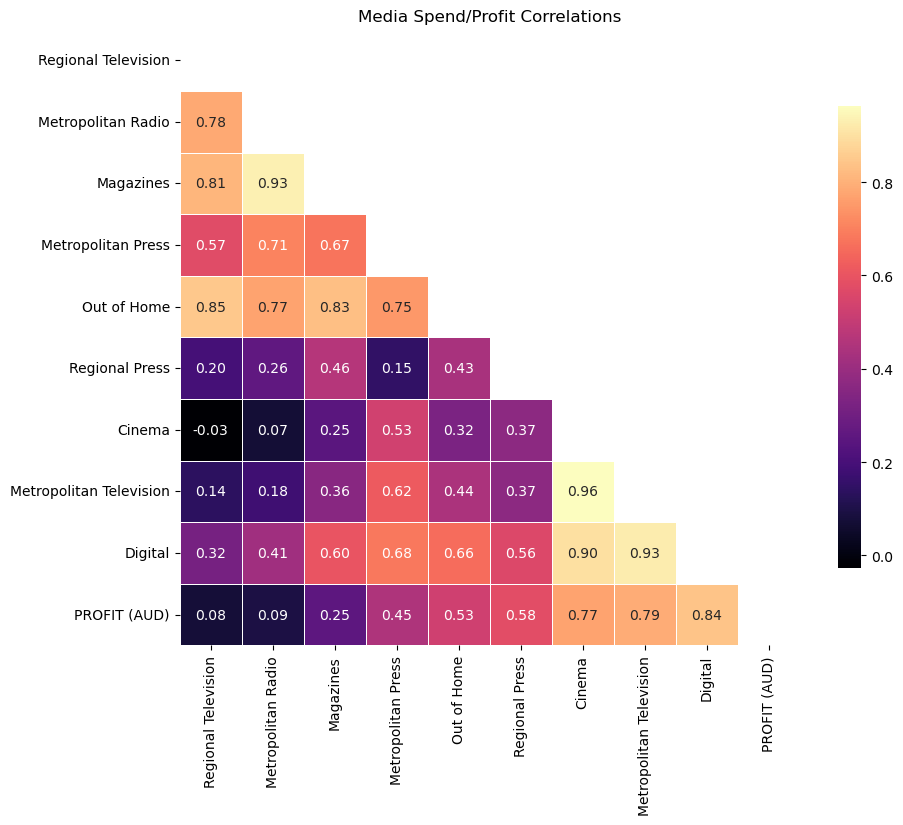 Media Spend/Profit Correlations
Regional Television
Metropolitan Radio 0.78
Magazines 0.81 0.93
Metropolitan Press 0.57 0.71 0.67
Out of Home 0.85 0.77 0.83 0.75
Regional Press 0.20 0.26 0.46 0.15 0.43
Cinema -0.03 0.07 0.25 0.53 0.32 0.37
Metropolitan Television 0.14 0.18 0.36 0.62 0.44 0.37 0.96
Digital 0.32 0.41 0.60 0.68 0.66 0.56 0.90 0.93
PROFIT (AUD) 0.08 0.09 0.25 0.45 0.53 0.58 0.77 0.79 0.84
Regional Television
Metropolitan Radio
Magazines
Metropolitan Press
Out of Home
Regional Press
Cinema
Metropolitan Television
Digital
PROFIT (AUD)
0.8
0.6
0.4
0.2
0.0